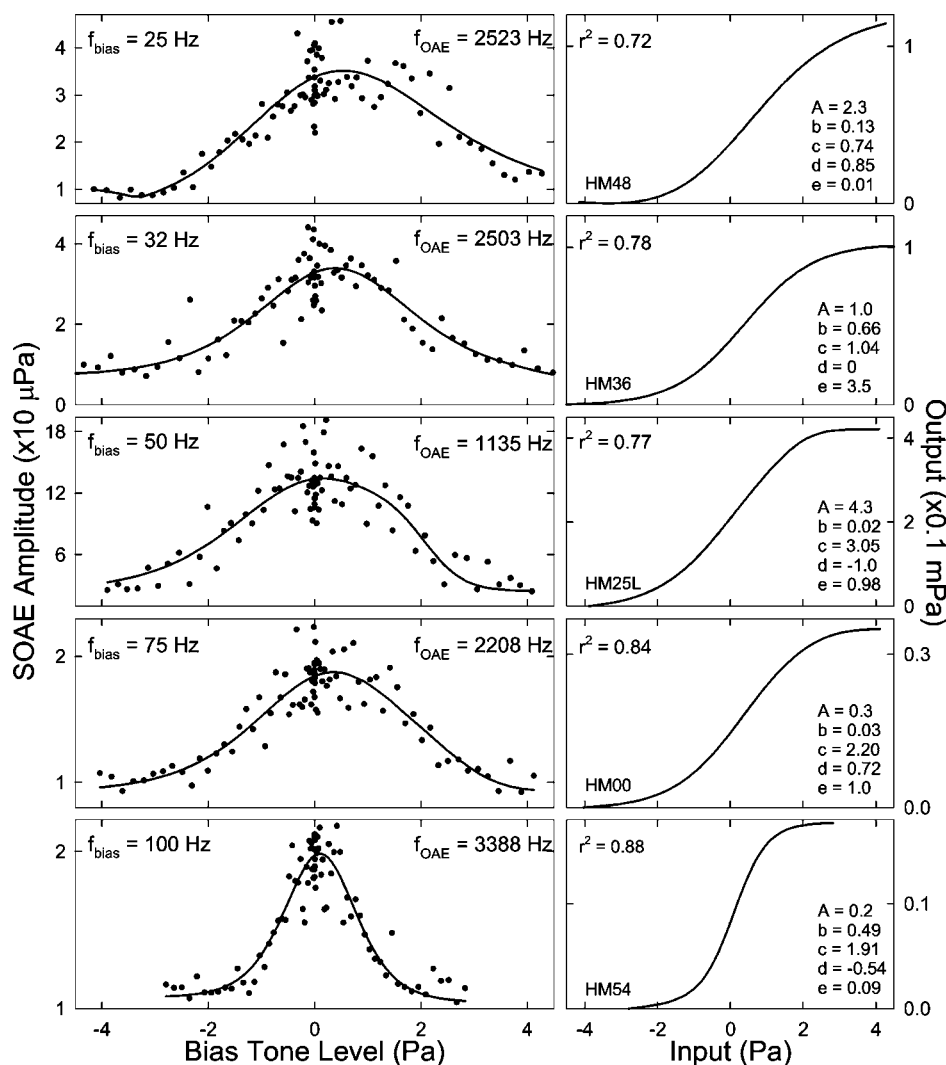 f_bias = 25 Hz
f_OAE = 2523 Hz
4
3
2
1
r² = 0.72
A = 2.3
b = 0.13
c = 0.74
d = 0.85
e = 0.01
HM48
1
0
f_bias = 32 Hz
f_OAE = 2503 Hz
4
2
0
r² = 0.78
A = 1.0
b = 0.66
c = 1.04
d = 0
e = 3.5
HM36
1
0
f_bias = 50 Hz
f_OAE = 1135 Hz
18
12
6
r² = 0.77
A = 4.3
b = 0.02
c = 3.05
d = -1.0
e = 0.98
HM25L
4
2
0
f_bias = 75 Hz
f_OAE = 2208 Hz
2
1
r² = 0.84
A = 0.3
b = 0.03
c = 2.20
d = 0.72
e = 1.0
HM00
0.3
0.0
f_bias = 100 Hz
f_OAE = 3388 Hz
2
1
r² = 0.88
A = 0.2
b = 0.49
c = 1.91
d = -0.54
e = 0.09
HM54
0.1
0.0
-4 -2 0 2 4
-4 -2 0 2 4
Bias Tone Level (Pa)
Input (Pa)
SOAE Amplitude (x10 µPa)
Output (x0.1 mPa)